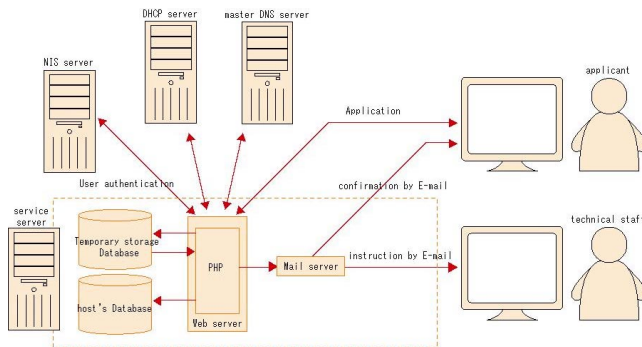 DHCP server
master DNS server
NIS server
applicant
Application
User authentication
confirmation by E-mail
service
server
technical staff
Temporary storage
Database
PHP
Mail server
instruction by E-mail
host's Database
Web server